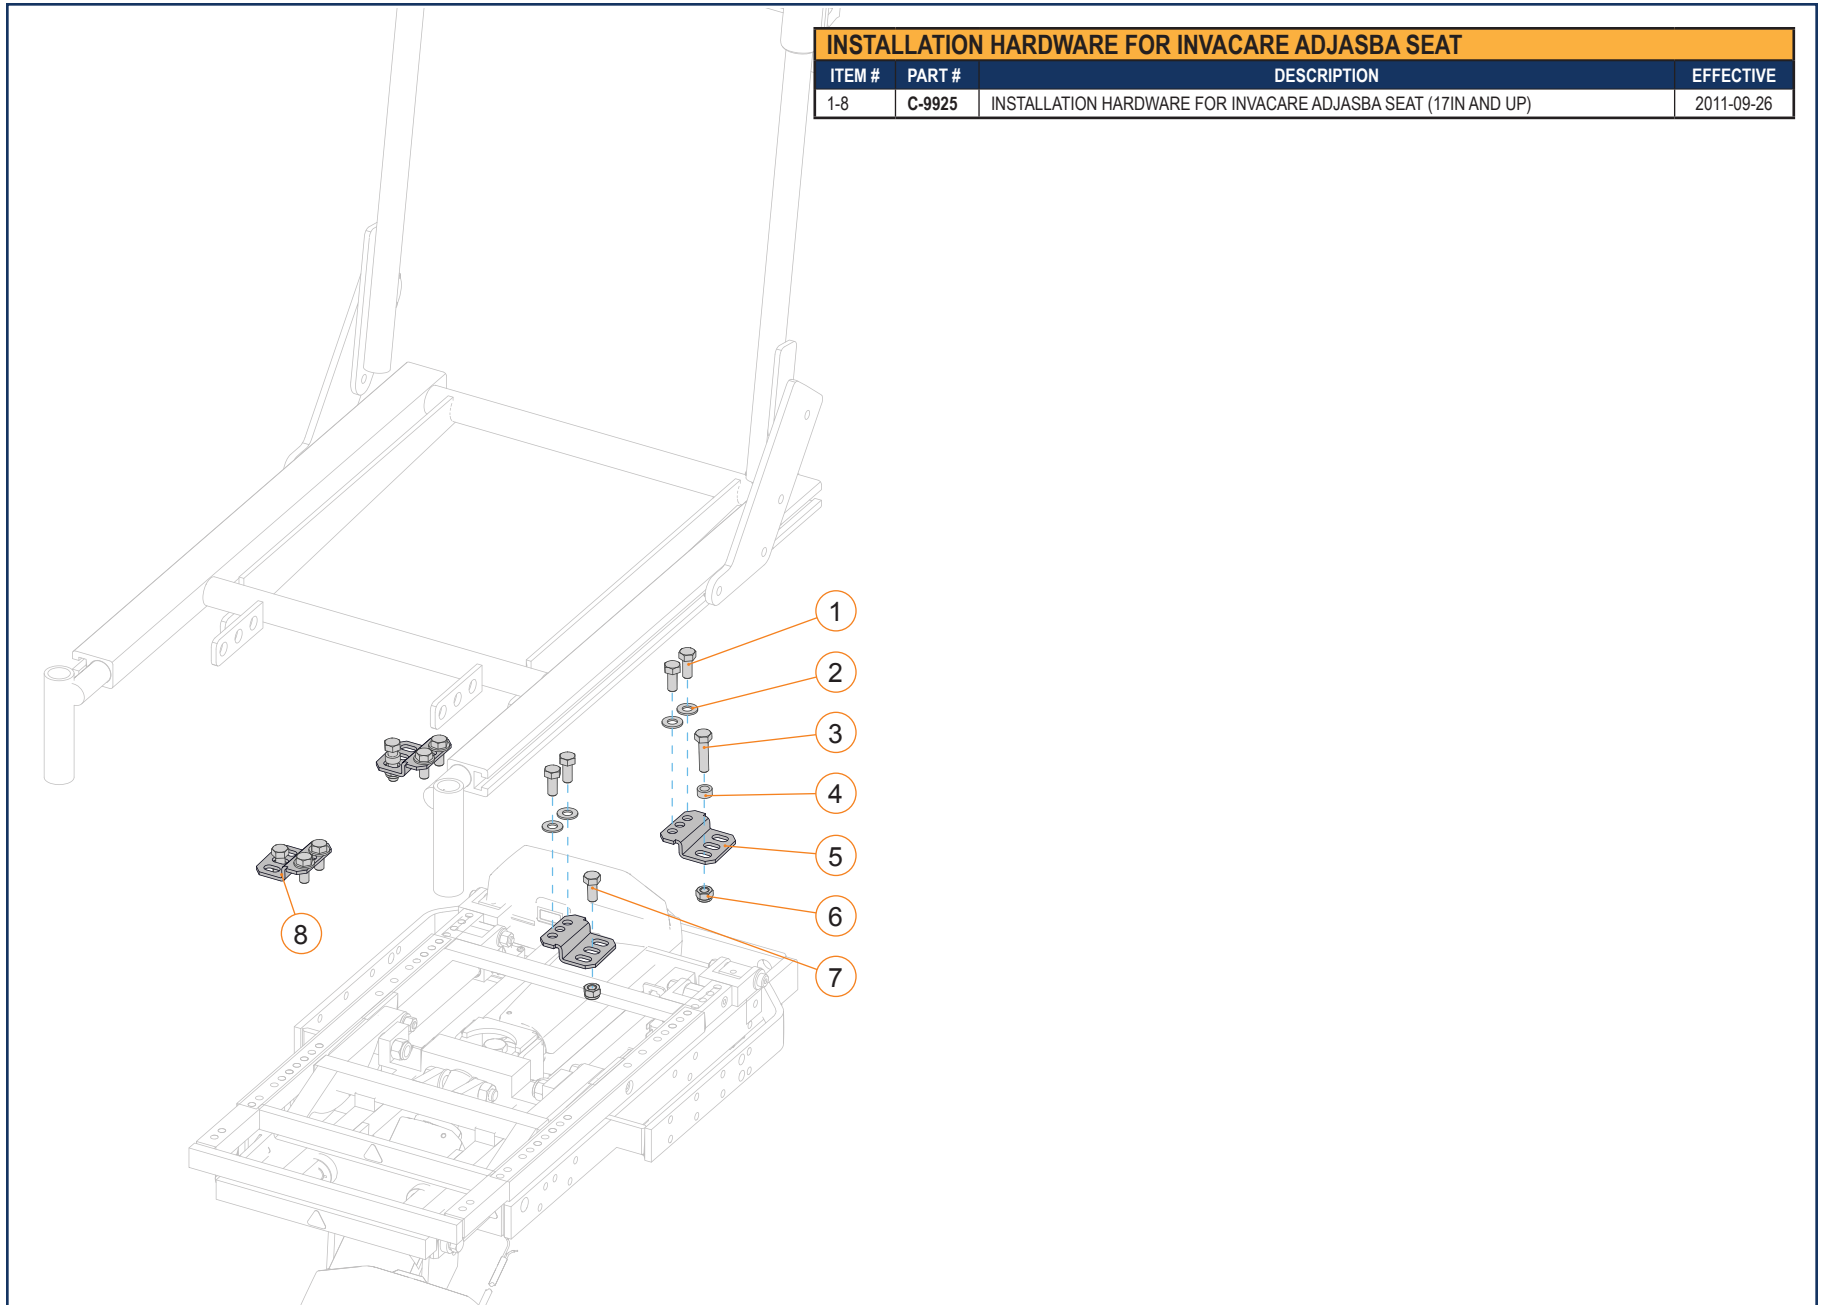 INSTALLATION HARDWARE FOR INVACARE ADJASBA SEAT
ITEM # PART # DESCRIPTION EFFECTIVE
1-8 C-9925 INSTALLATION HARDWARE FOR INVACARE ADJASBA SEAT (17IN AND UP) 2011-09-26
1
2
3
4
5
6
7
8